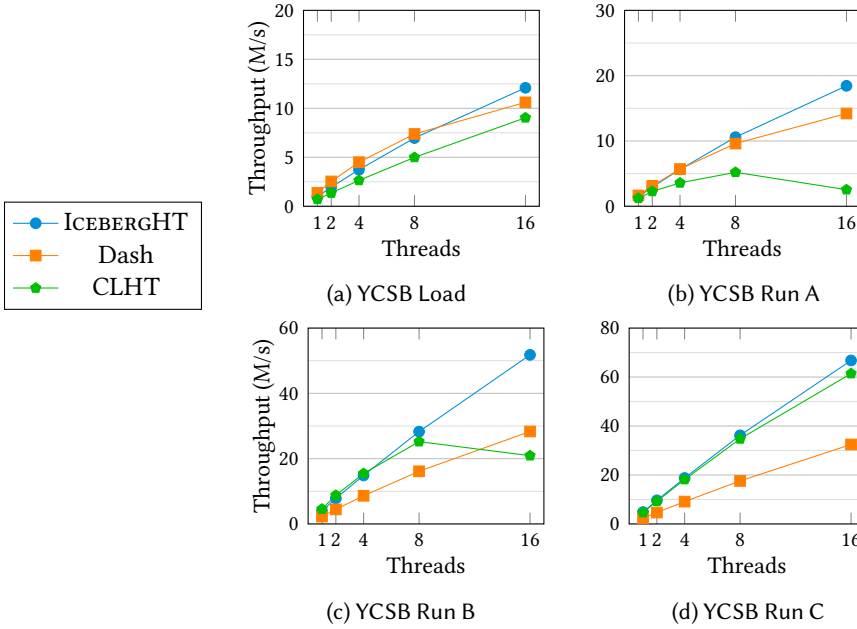 IcebergHT
Dash
CLHT
Throughput (M/s)
20
15
10
5
0
1 2 4 8 16
Threads
(a) YCSB Load
30
20
10
0
1 2 4 8 16
Threads
(b) YCSB Run A
Throughput (M/s)
60
40
20
0
1 2 4 8 16
Threads
(c) YCSB Run B
80
60
40
20
0
1 2 4 8 16
Threads
(d) YCSB Run C